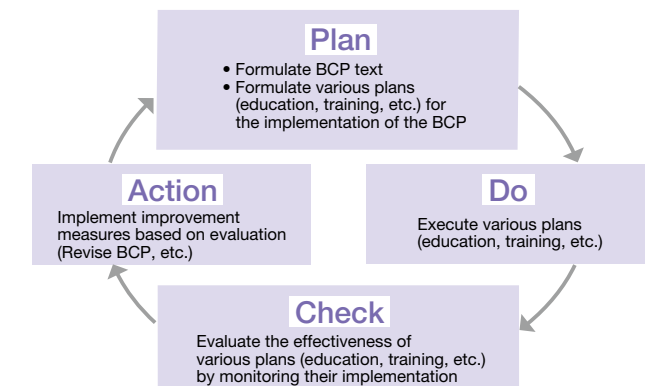 Plan
• Formulate BCP text
• Formulate various plans
(education, training, etc.) for
the implementation of the BCP
Do
Execute various plans
(education, training, etc.)
Check
Evaluate the effectiveness of
various plans (education, training, etc.)
by monitoring their implementation
Action
Implement improvement
measures based on evaluation
(Revise BCP, etc.)